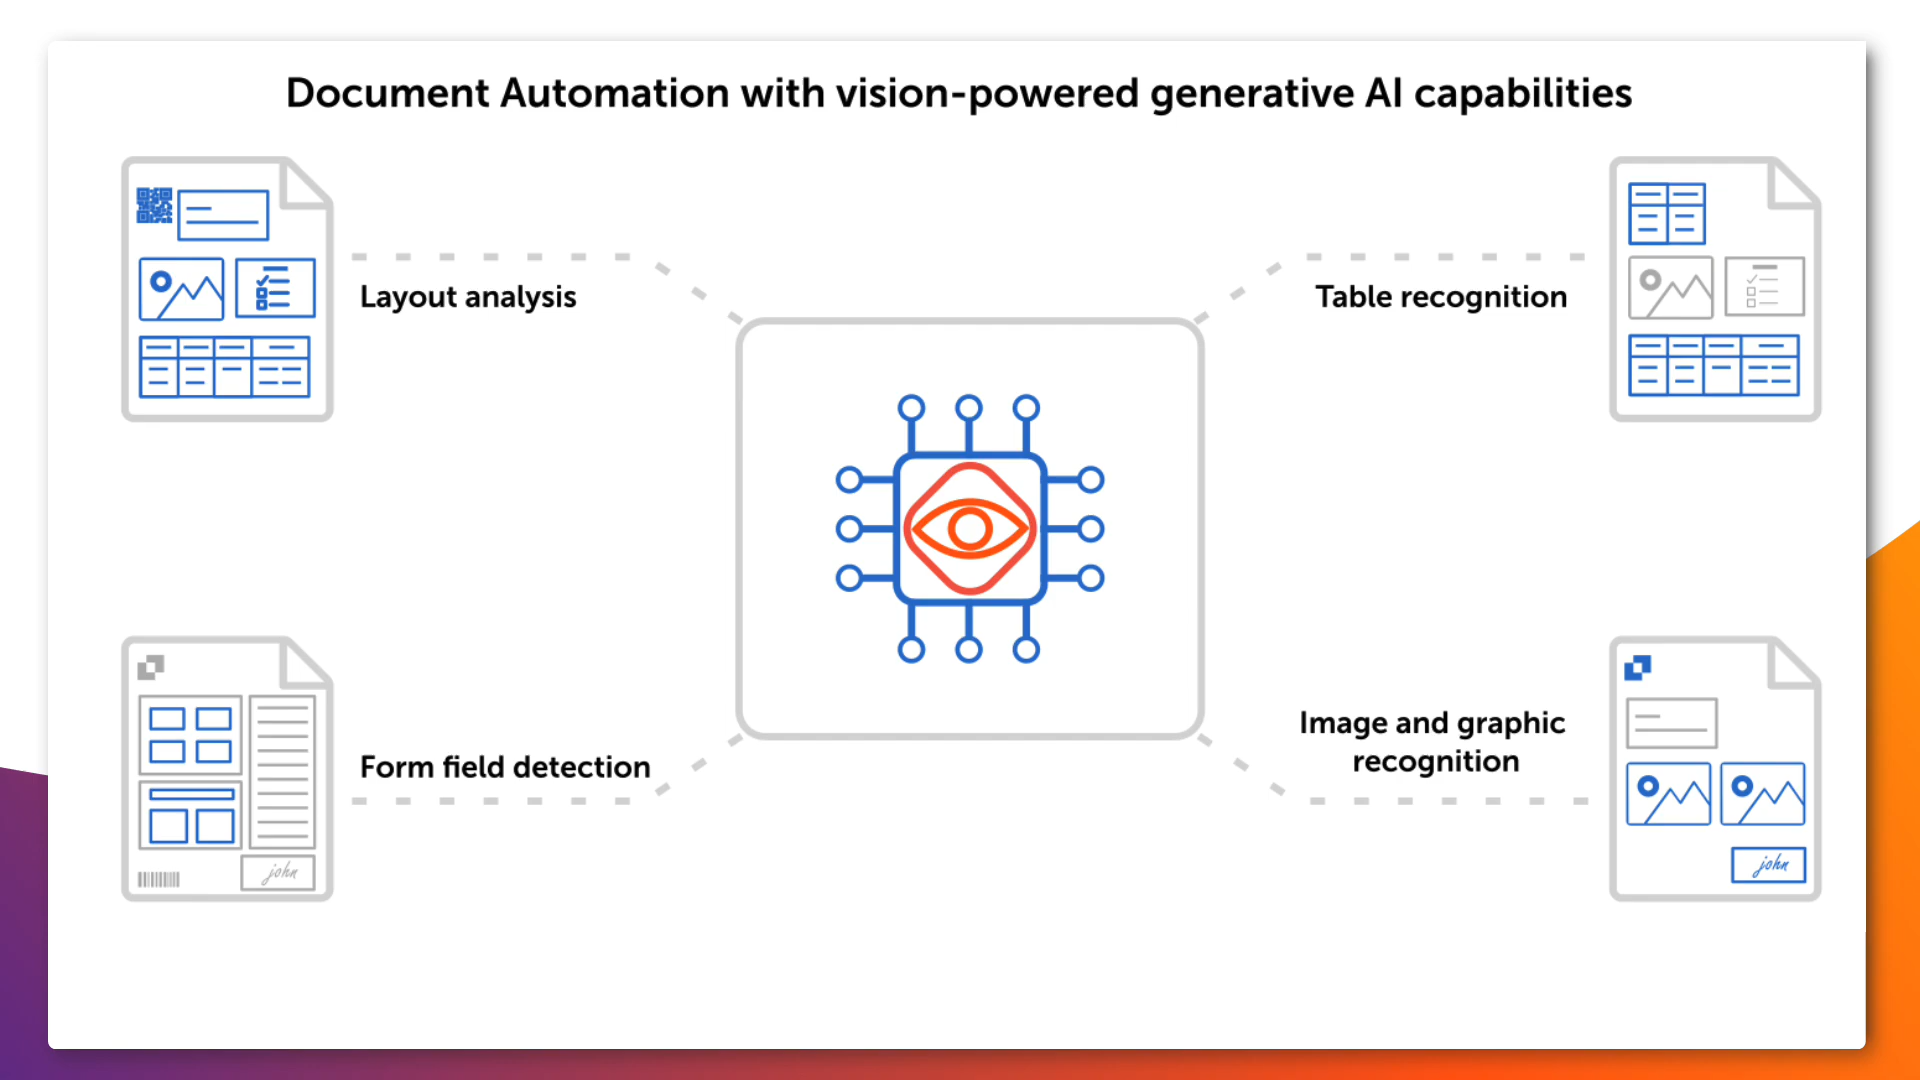 Document Automation with vision-powered generative AI capabilities
Layout analysis
Table recognition
Form field detection
Image and graphic
recognition
john
john